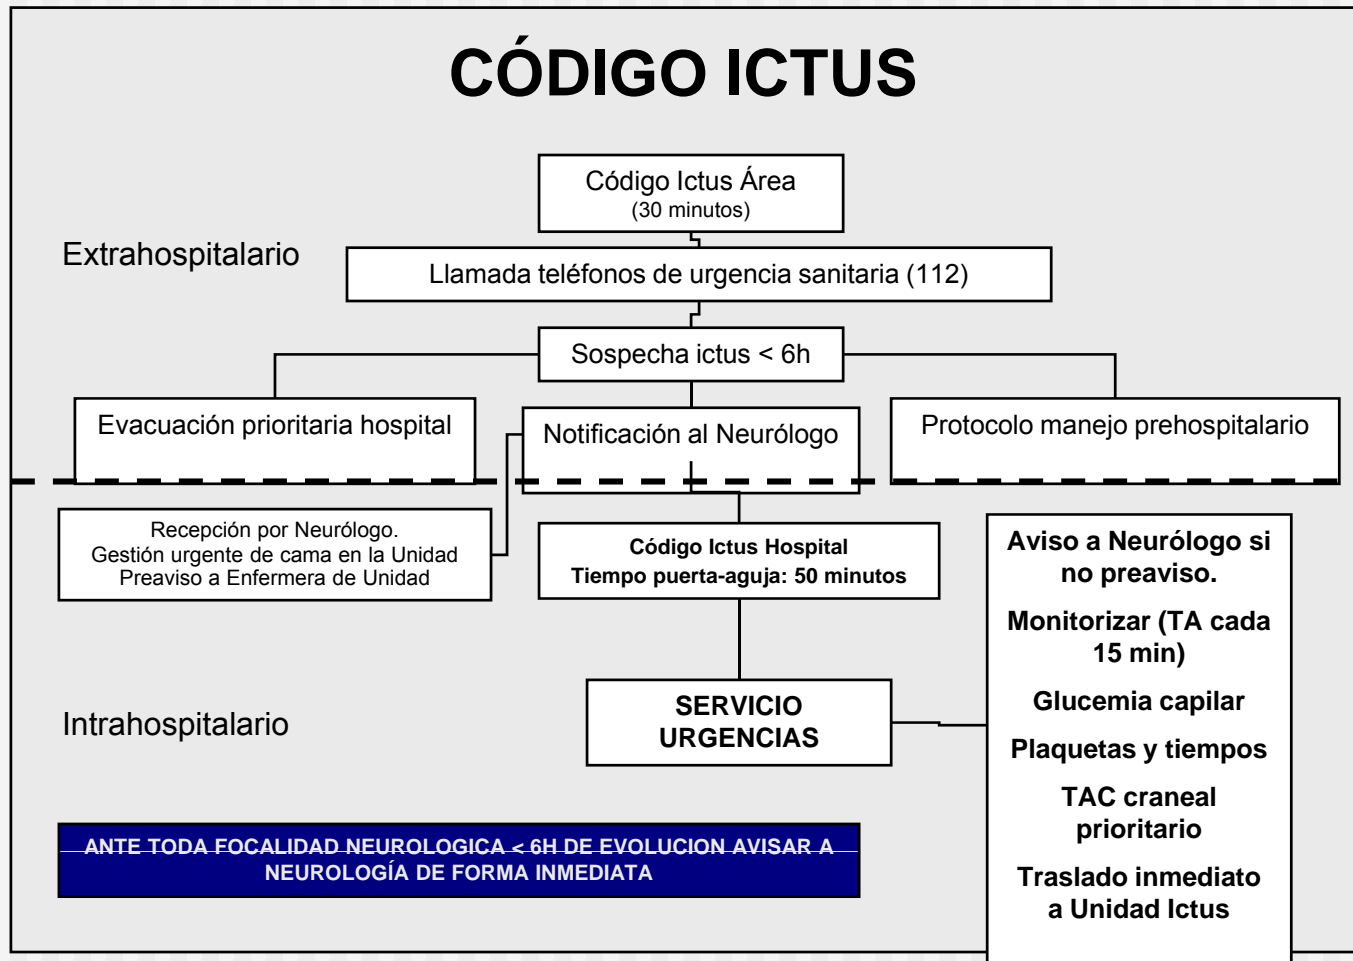 CÓDIGO ICTUS
Código Ictus Área
(30 minutos)
Extrahospitalario
Llamada teléfonos de urgencia sanitaria (112)
Sospecha ictus < 6h
Evacuación prioritaria hospital
Notificación al Neurólogo
Protocolo manejo prehospitalario
Recepción por Neurólogo.
Gestión urgente de cama en la Unidad
Preaviso a Enfermera de Unidad
Código Ictus Hospital
Tiempo puerta-aguja: 50 minutos
Aviso a Neurólogo si
no preaviso.
Monitorizar (TA cada
15 min)
Glucemia capilar
Plaquetas y tiempos
TAC craneal
prioritario
Traslado inmediato
a Unidad Ictus
SERVICIO
URGENCIAS
Intrahospitalario
ANTE TODA FOCALIDAD NEUROLOGICA < 6H DE EVOLUCION AVISAR A
NEUROLOGÍA DE FORMA INMEDIATA